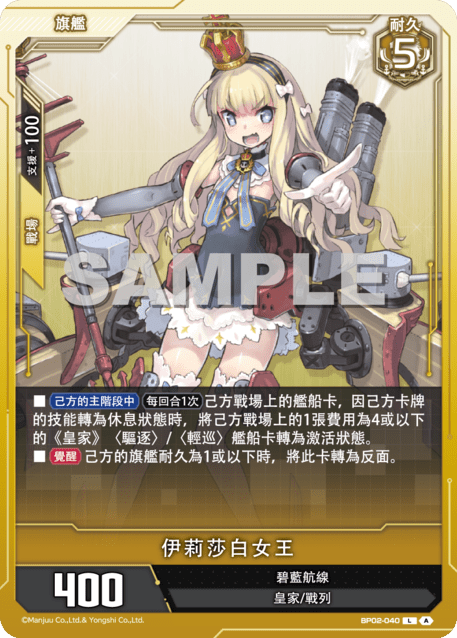 旗艦
耐久
5
支援+100
戰場
SAMPLE
■ 己方的主階段中 每回合1次 己方戰場上的艦船卡，因己方卡牌
的技能轉為休息狀態時，將己方戰場上的1張費用為4或以下
的《皇家》〈驅逐〉/〈輕巡〉艦船卡轉為激活狀態。
■ 覺醒 己方的旗艦耐久為1或以下時，將此卡轉為反面。
伊莉莎白女王
400
碧藍航線
皇家/戰列
©Manjuu Co.,Ltd.& Yongshi Co.,Ltd.
BP02-040 L A